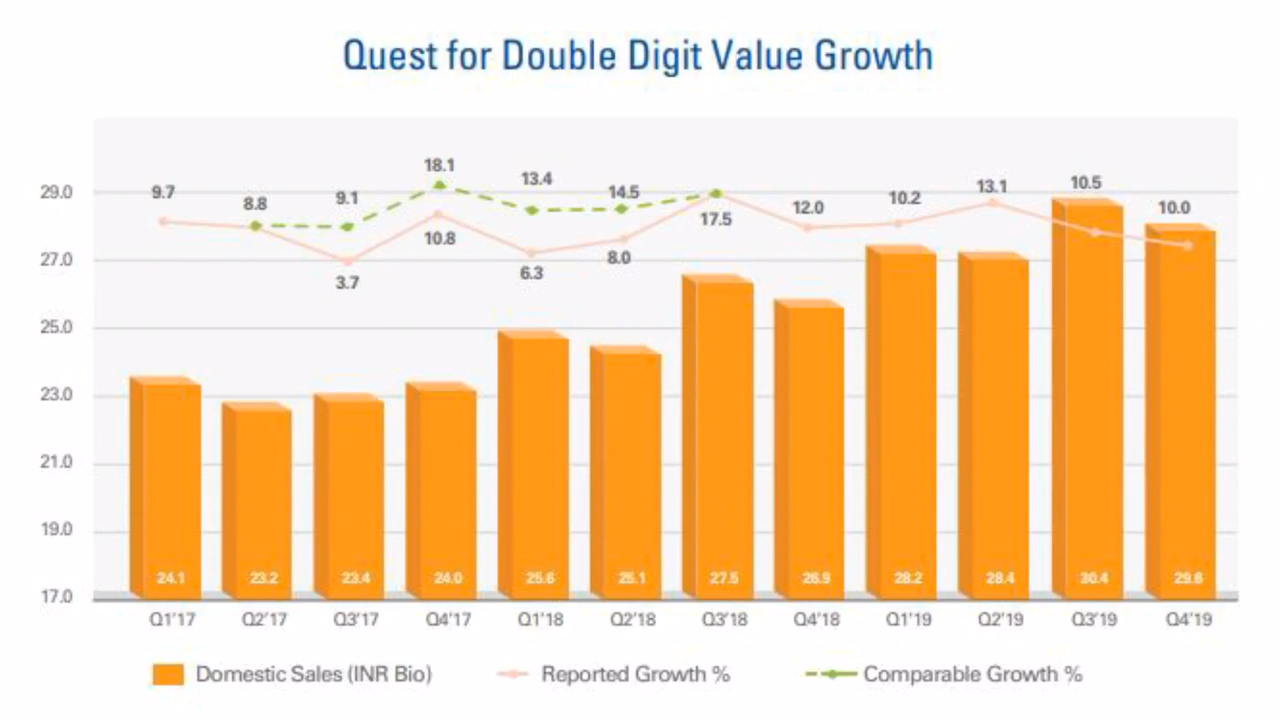 Quest for Double Digit Value Growth
29.0
27.0
25.0
23.0
21.0
19.0
17.0
9.7
8.8
9.1
18.1
13.4
14.5
17.5
12.0
10.2
13.1
10.5
10.0
3.7
10.8
6.3
8.0
24.1
23.2
23.4
24.0
25.6
25.1
27.5
26.9
28.2
28.4
30.4
29.6
Q1'17
Q2'17
Q3'17
Q4'17
Q1'18
Q2'18
Q3'18
Q4'18
Q1'19
Q2'19
Q3'19
Q4'19
Domestic Sales (INR Bio)
Reported Growth %
Comparable Growth %